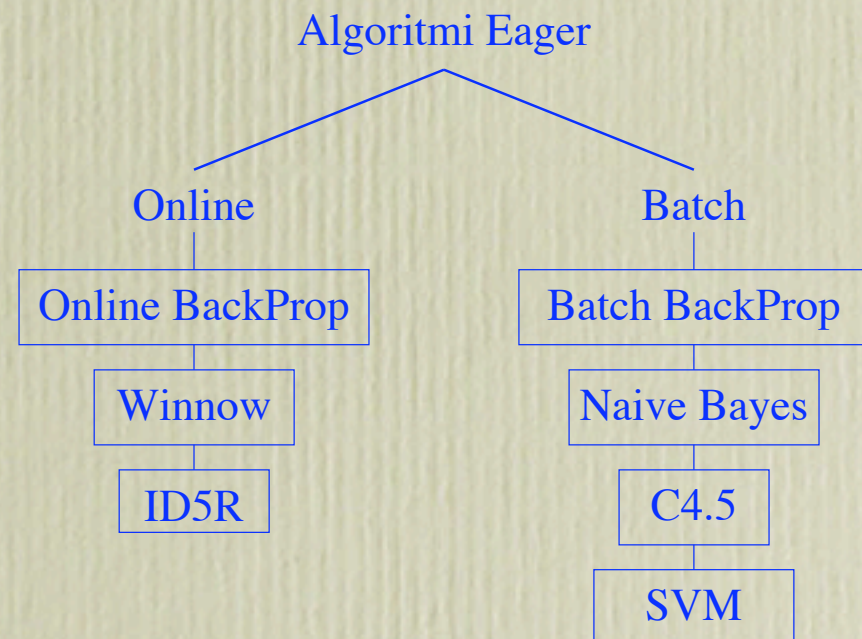 Algoritmi Eager
Online
Batch
Online BackProp
Batch BackProp
Winnow
Naive Bayes
ID5R
C4.5
SVM